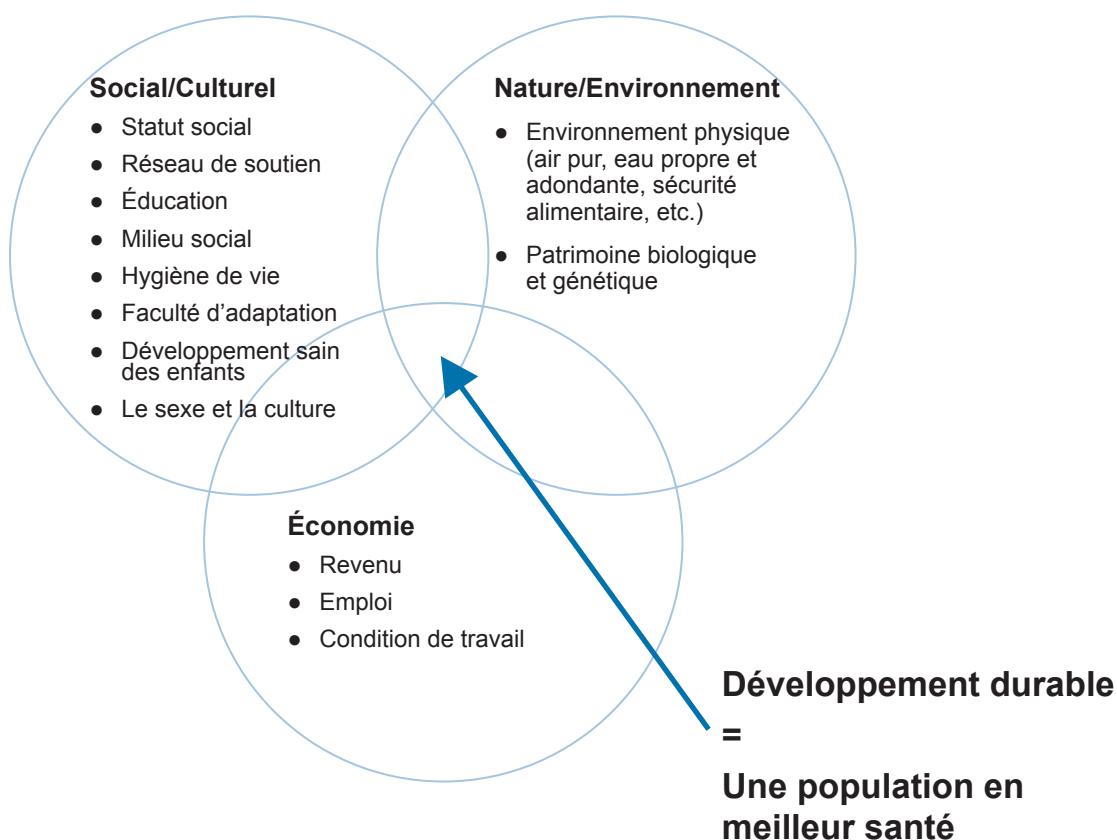 Social/Culturel
● Statut social
● Réseau de soutien
● Éducation
● Milieu social
● Hygiène de vie
● Faculté d’adaptation
● Développement sain
des enfants
● Le sexe et la culture
Nature/Environnement
● Environnement physique
(air pur, eau propre et
adondante, sécurité
alimentaire, etc.)
● Patrimoine biologique
et génétique
Économie
● Revenu
● Emploi
● Condition de travail
Développement durable
=
Une population en
meilleur santé